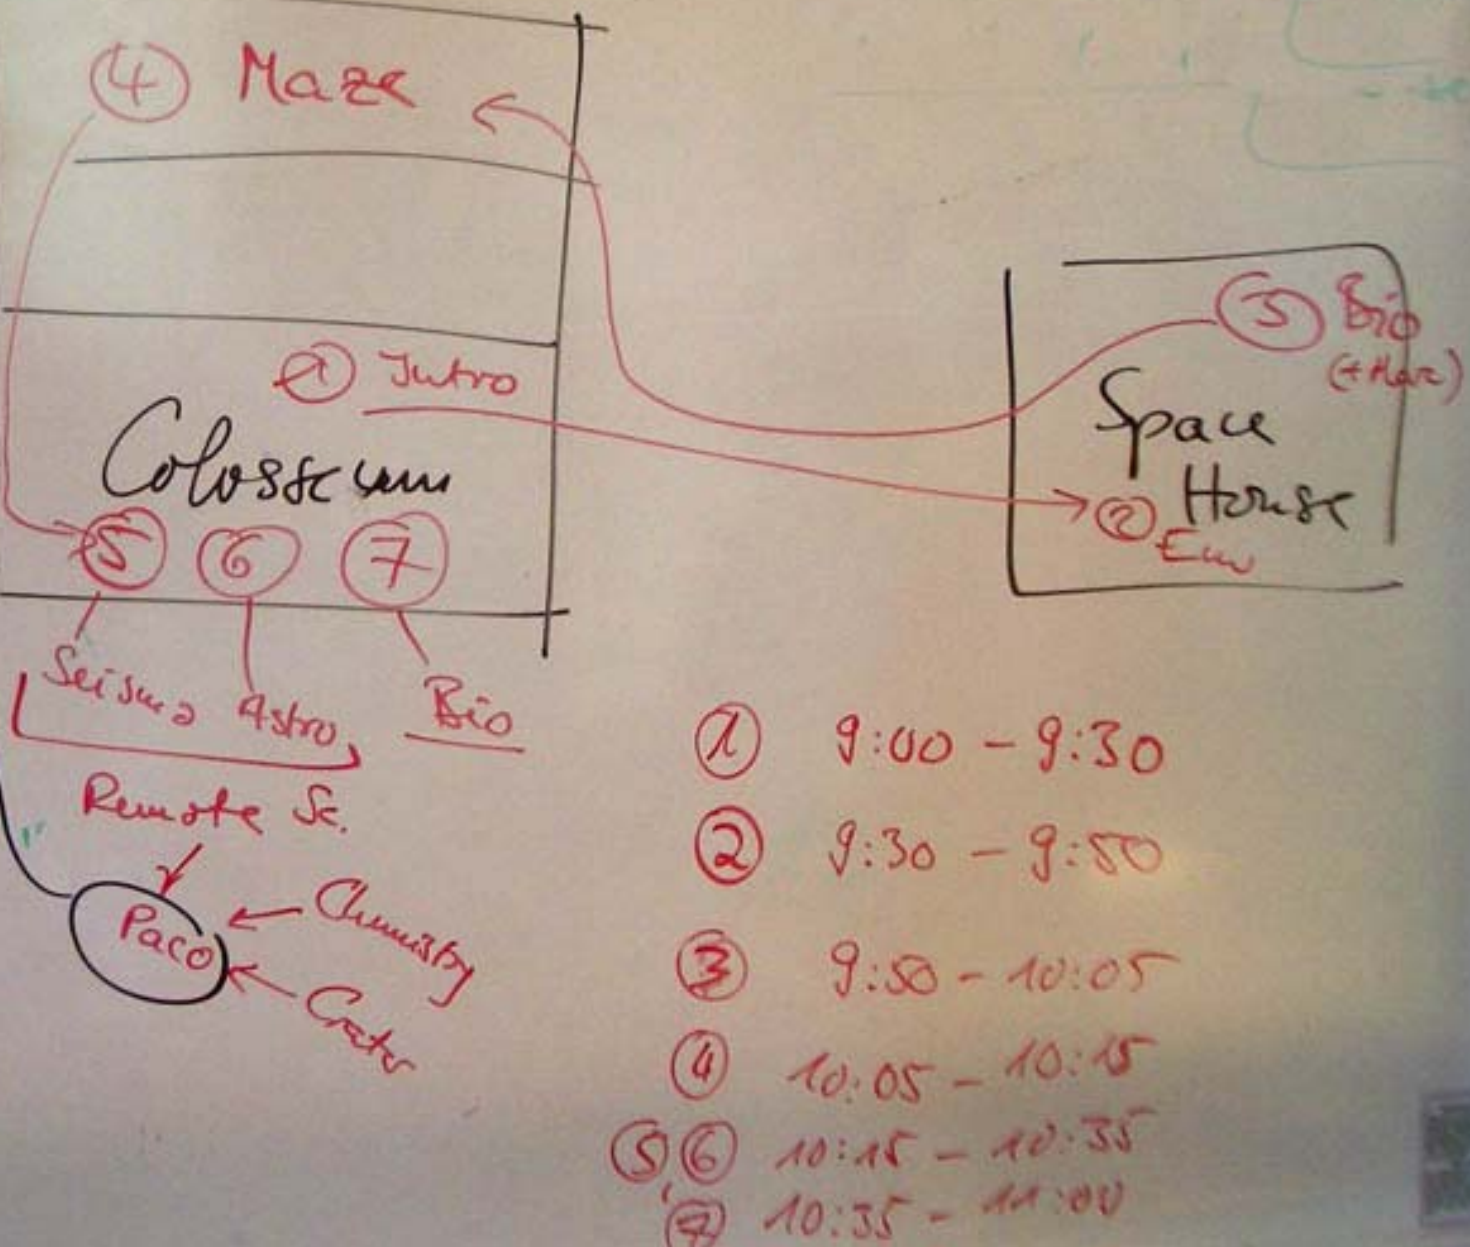 ④ Maze
① Intro
Colosseum
⑤ ⑥ ⑦
Seismo Astro, Bio
Remote Sc.
Paco
Chemistry
Crater
③ Bio
Space
House
② Env
① 9:00 - 9:30
② 9:30 - 9:50
③ 9:50 - 10:05
④ 10:05 - 10:15
⑤, ⑥ 10:15 - 10:35
⑦ 10:35 - 11:00